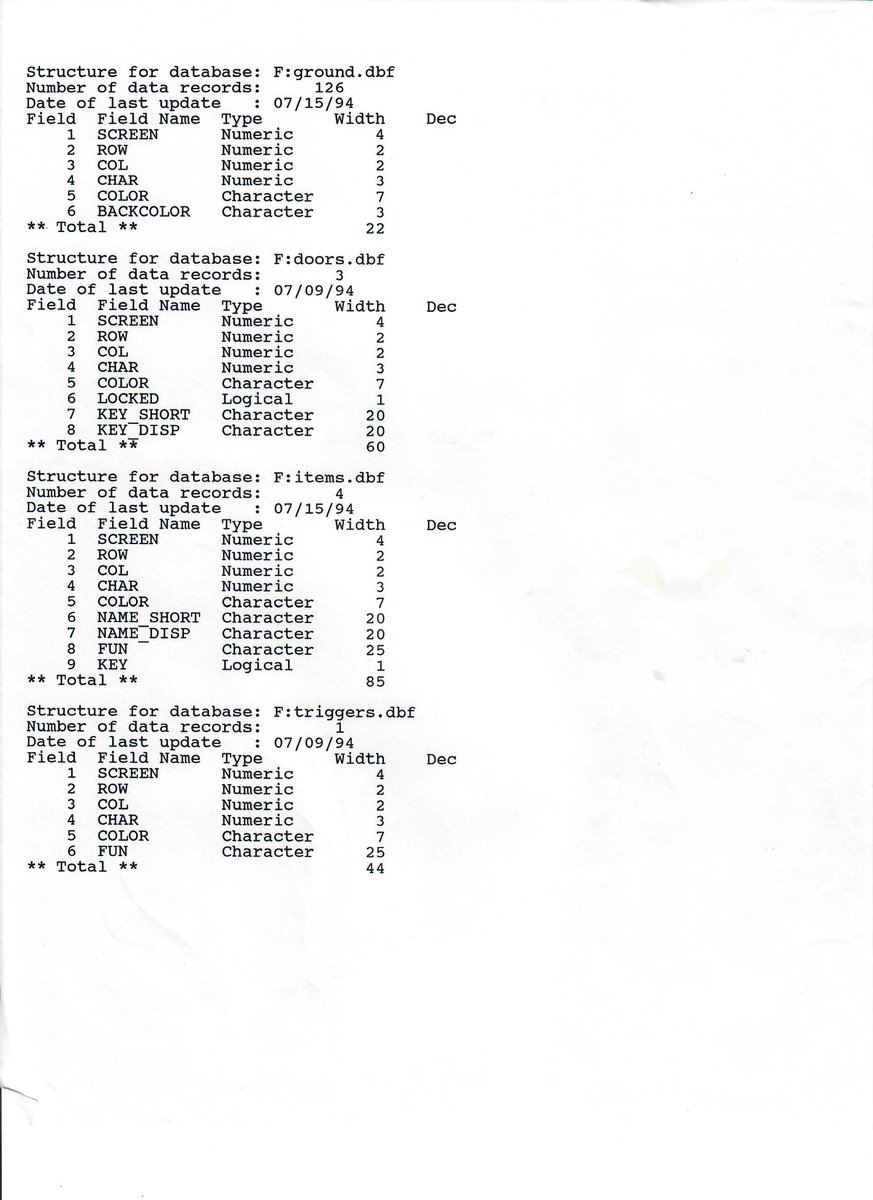 Structure for database: F:ground.dbf
Number of data records:     126
Date of last update   : 07/15/94
Field  Field Name  Type       Width    Dec
    1  SCREEN      Numeric        4
    2  ROW         Numeric        2
    3  COL         Numeric        2
    4  CHAR        Numeric        3
    5  COLOR       Character      7
    6  BACKCOLOR   Character      3
** Total **                      22
Structure for database: F:doors.dbf
Number of data records:       3
Date of last update   : 07/09/94
Field  Field Name  Type       Width    Dec
    1  SCREEN      Numeric        4
    2  ROW         Numeric        2
    3  COL         Numeric        2
    4  CHAR        Numeric        3
    5  COLOR       Character      7
    6  LOCKED      Logical        1
    7  KEY_SHORT   Character     20
    8  KEY_DISP    Character     20
** Total **                      60
Structure for database: F:items.dbf
Number of data records:       4
Date of last update   : 07/15/94
Field  Field Name  Type       Width    Dec
    1  SCREEN      Numeric        4
    2  ROW         Numeric        2
    3  COL         Numeric        2
    4  CHAR        Numeric        3
    5  COLOR       Character      7
    6  NAME_SHORT  Character     20
    7  NAME_DISP   Character     20
    8  FUN         Character     25
    9  KEY         Logical        1
** Total **                      85
Structure for database: F:triggers.dbf
Number of data records:       1
Date of last update   : 07/09/94
Field  Field Name  Type       Width    Dec
    1  SCREEN      Numeric        4
    2  ROW         Numeric        2
    3  COL         Numeric        2
    4  CHAR        Numeric        3
    5  COLOR       Character      7
    6  FUN         Character     25
** Total **                      44